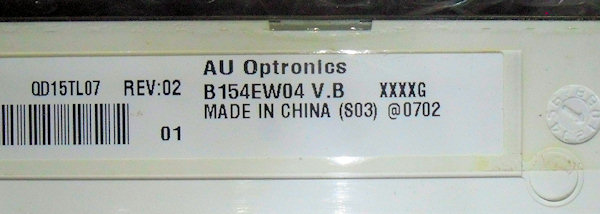 AU Optronics
QD15TL07 REV:02 B154EW04 V.B XXXXG
MADE IN CHINA (S03) @0702
01